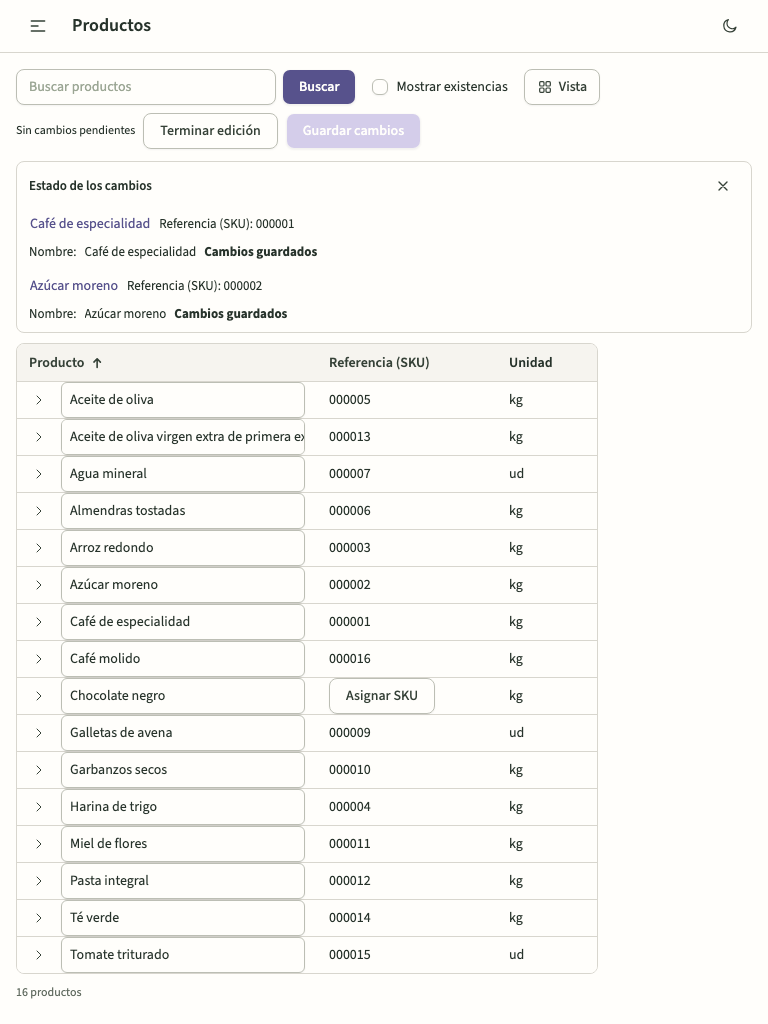 Productos
Buscar productos
Buscar
Mostrar existencias
Vista
Sin cambios pendientes
Terminar edición
Guardar cambios
Estado de los cambios
Café de especialidad Referencia (SKU): 000001
Nombre: Café de especialidad Cambios guardados
Azúcar moreno Referencia (SKU): 000002
Nombre: Azúcar moreno Cambios guardados
Producto Referencia (SKU) Unidad
Aceite de oliva 000005 kg
Aceite de oliva virgen extra de primera 000013 kg
Agua mineral 000007 ud
Almendras tostadas 000006 kg
Arroz redondo 000003 kg
Azúcar moreno 000002 kg
Café de especialidad 000001 kg
Café molido 000016 kg
Chocolate negro Asignar SKU kg
Galletas de avena 000009 ud
Garbanzos secos 000010 kg
Harina de trigo 000004 kg
Miel de flores 000011 kg
Pasta integral 000012 kg
Té verde 000014 kg
Tomate triturado 000015 ud
16 productos